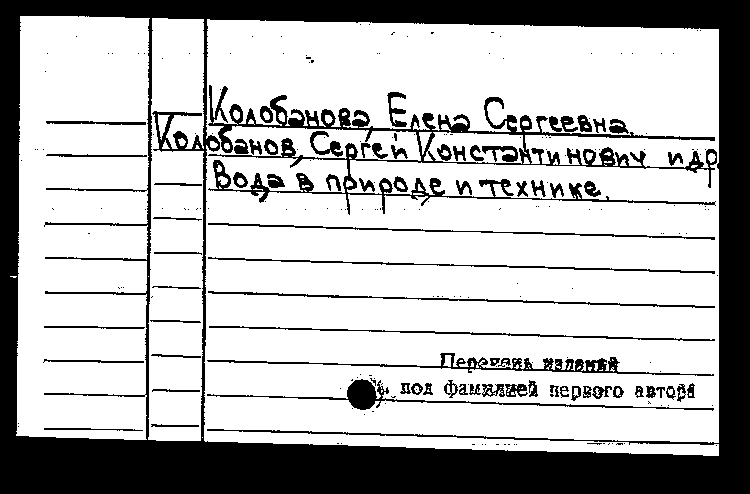 Колобанова, Елена Сергеевна.
Колобанов, Сергей Константинович и др.
Вода в природе и технике.
Перечень изданий
под фамилией первого автора